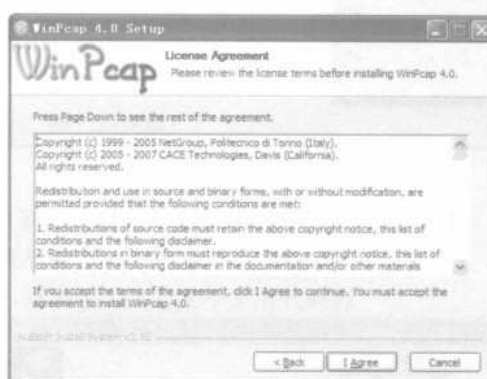 WinPcap 4.0 Setup
WinPcap
License Agreement
Please review the license terms before installing WinPcap 4.0.
Press Page Down to see the rest of the agreement.
Copyright (c) 1999 - 2005 NetGroup, Politecnico di Torino (Italy).
Copyright (c) 2005 - 2007 CACE Technologies, Davis (California).
All rights reserved.
Redistribution and use in source and binary forms, with or without modification, are
permitted provided that the following conditions are met:
1. Redistributions of source code must retain the above copyright notice, this list of
conditions and the following disclaimer.
2. Redistributions in binary form must reproduce the above copyright notice, this list of
conditions and the following disclaimer in the documentation and/or other materials
If you accept the terms of the agreement, click I Agree to continue. You must accept the
agreement to install WinPcap 4.0.
Nullsoft Install System
< Back
I Agree
Cancel